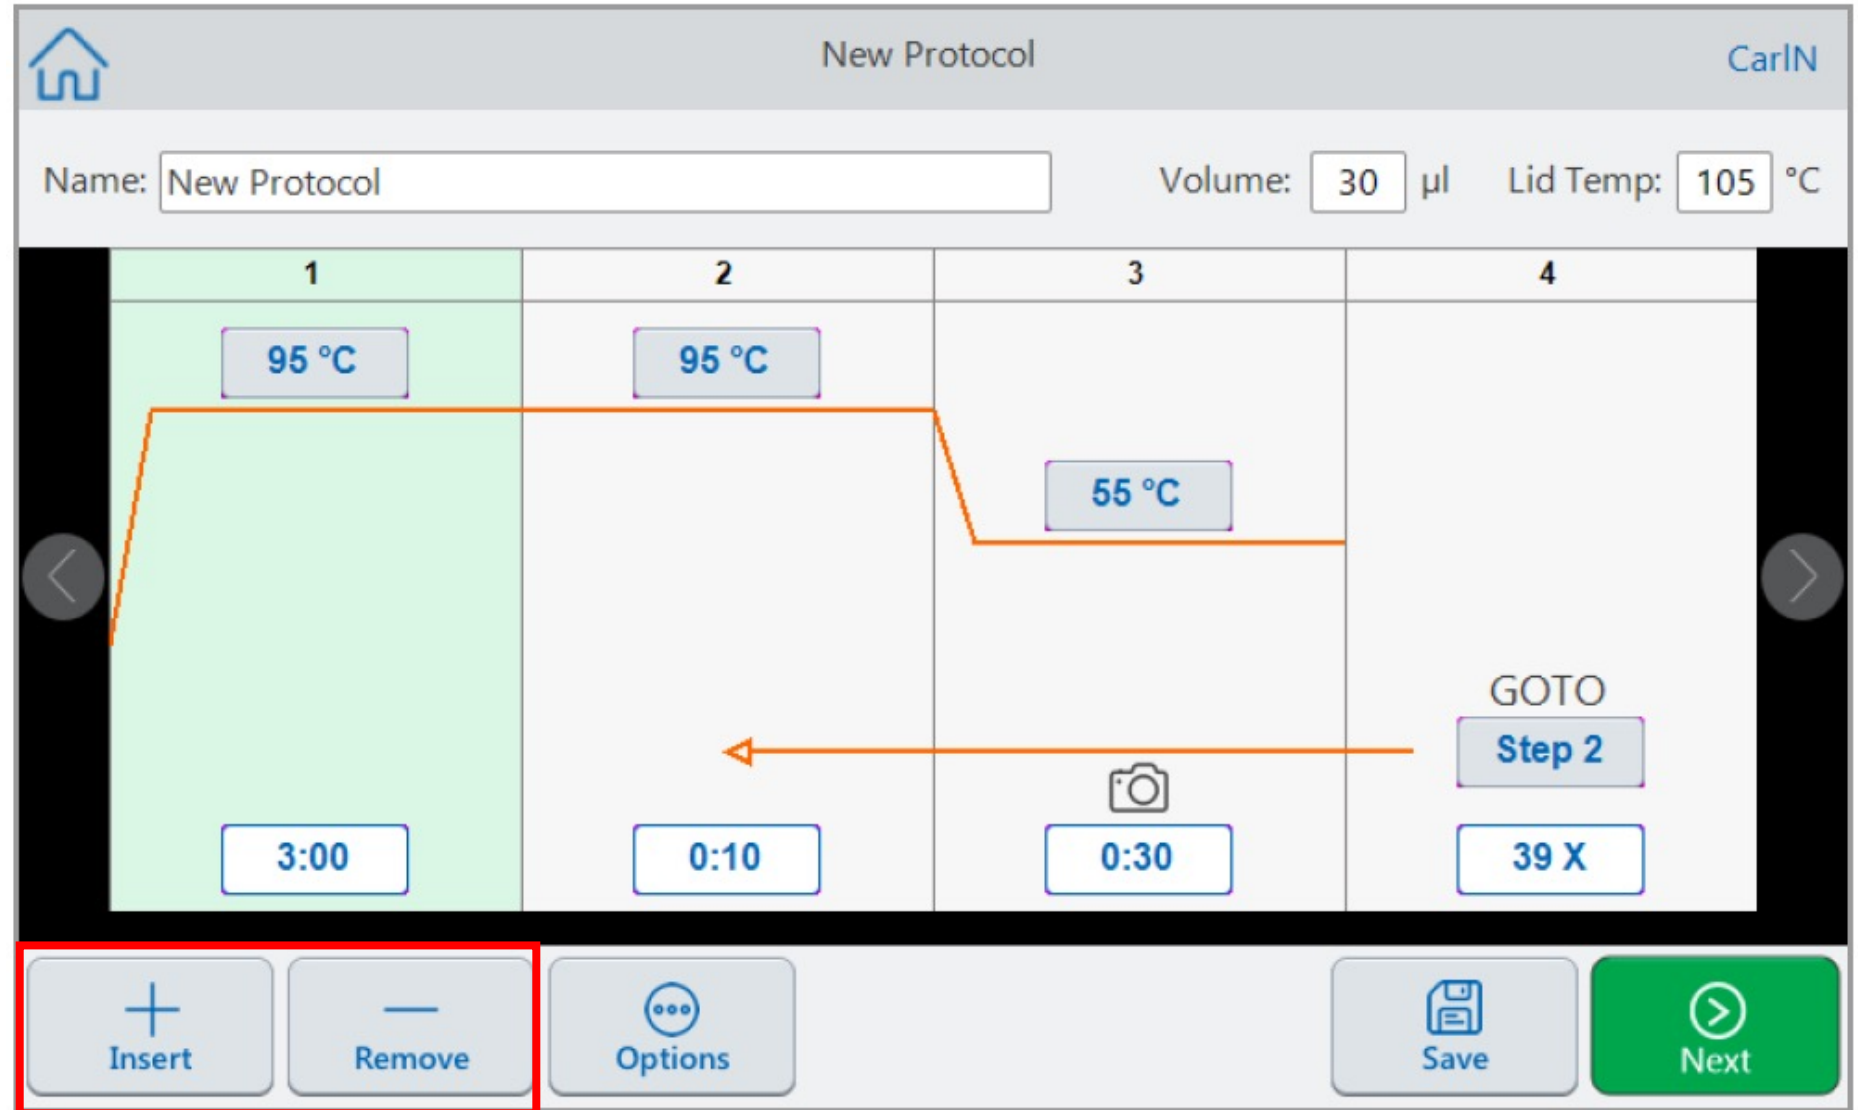 New Protocol
CarlN
Name: New Protocol Volume: 30 µl Lid Temp: 105 °C
1 2 3 4
95 °C 95 °C
55 °C
GOTO
Step 2
3:00 0:10 0:30 39 X
Insert Remove Options Save Next